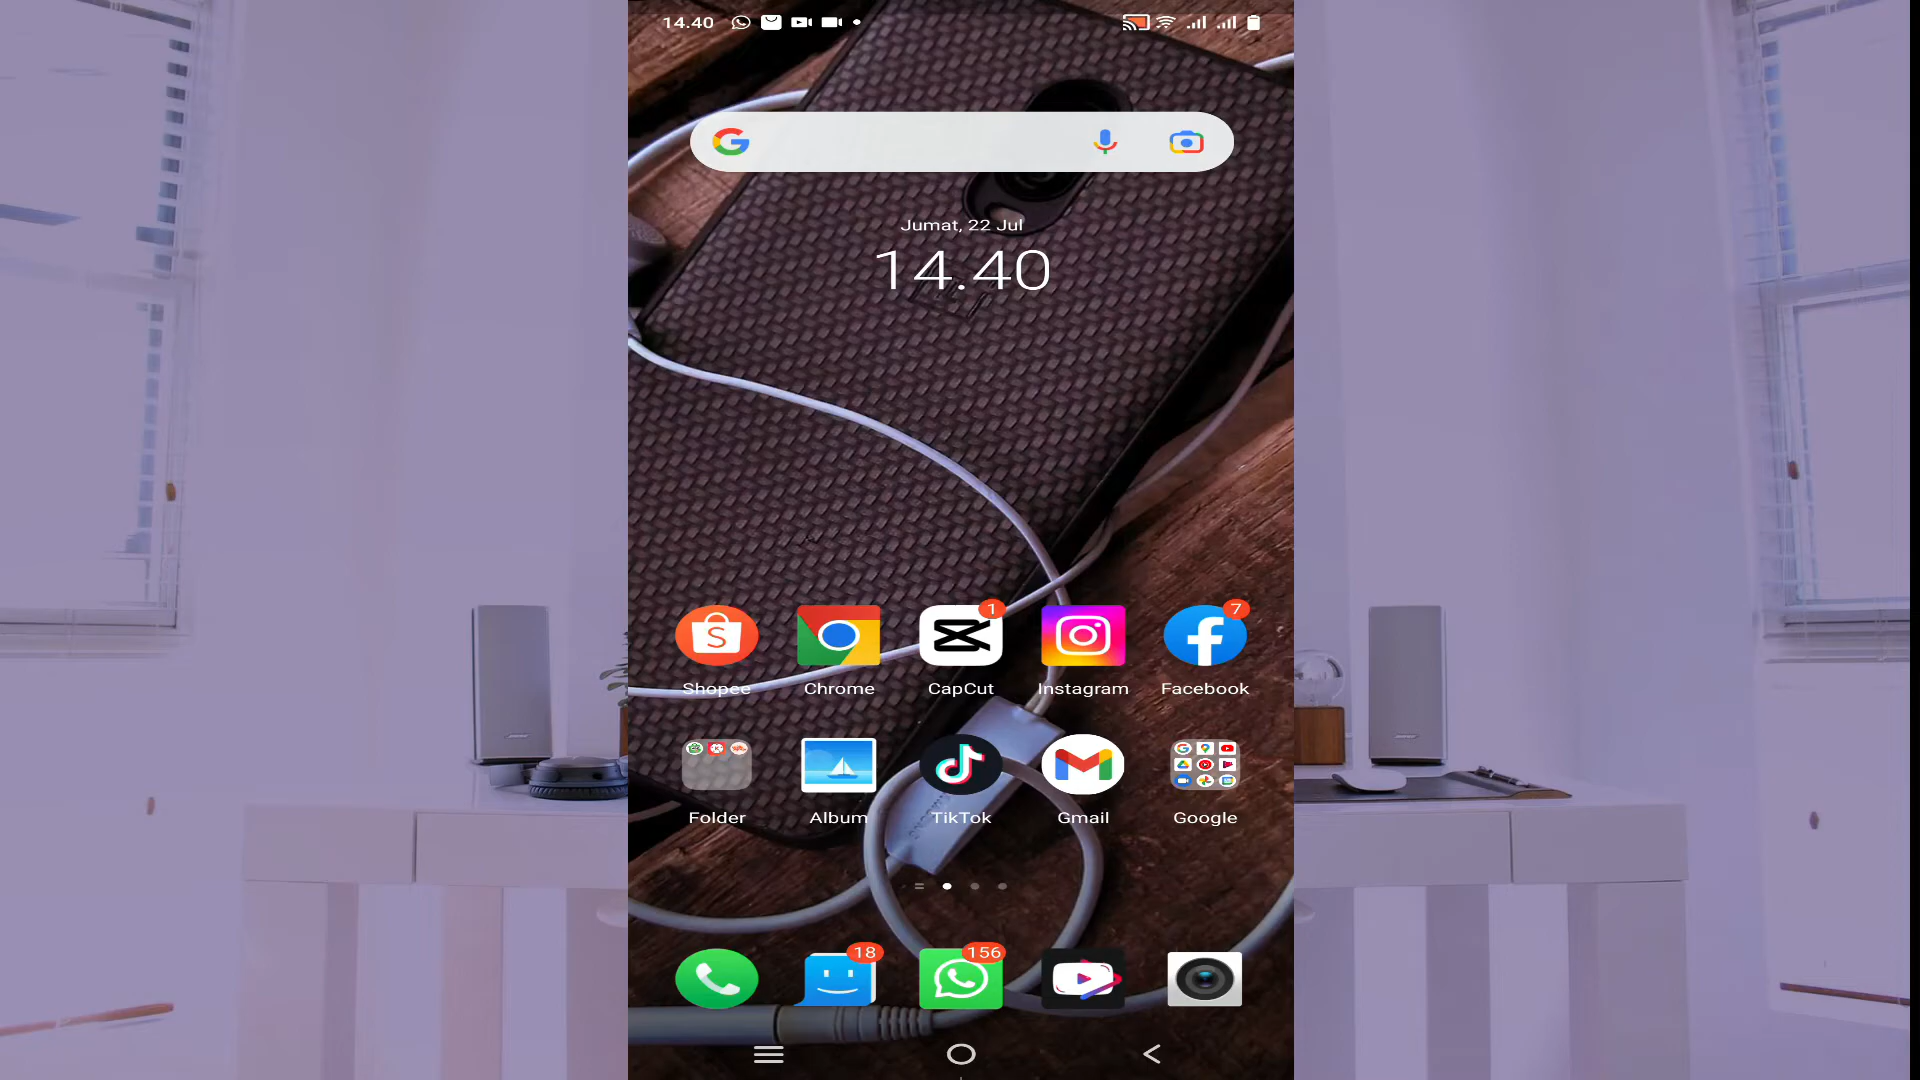 14.40
Jumat, 22 Jul
14.40
1
7
Shopee
Chrome
CapCut
Instagram
Facebook
Folder
Album
TikTok
Gmail
Google
18
156